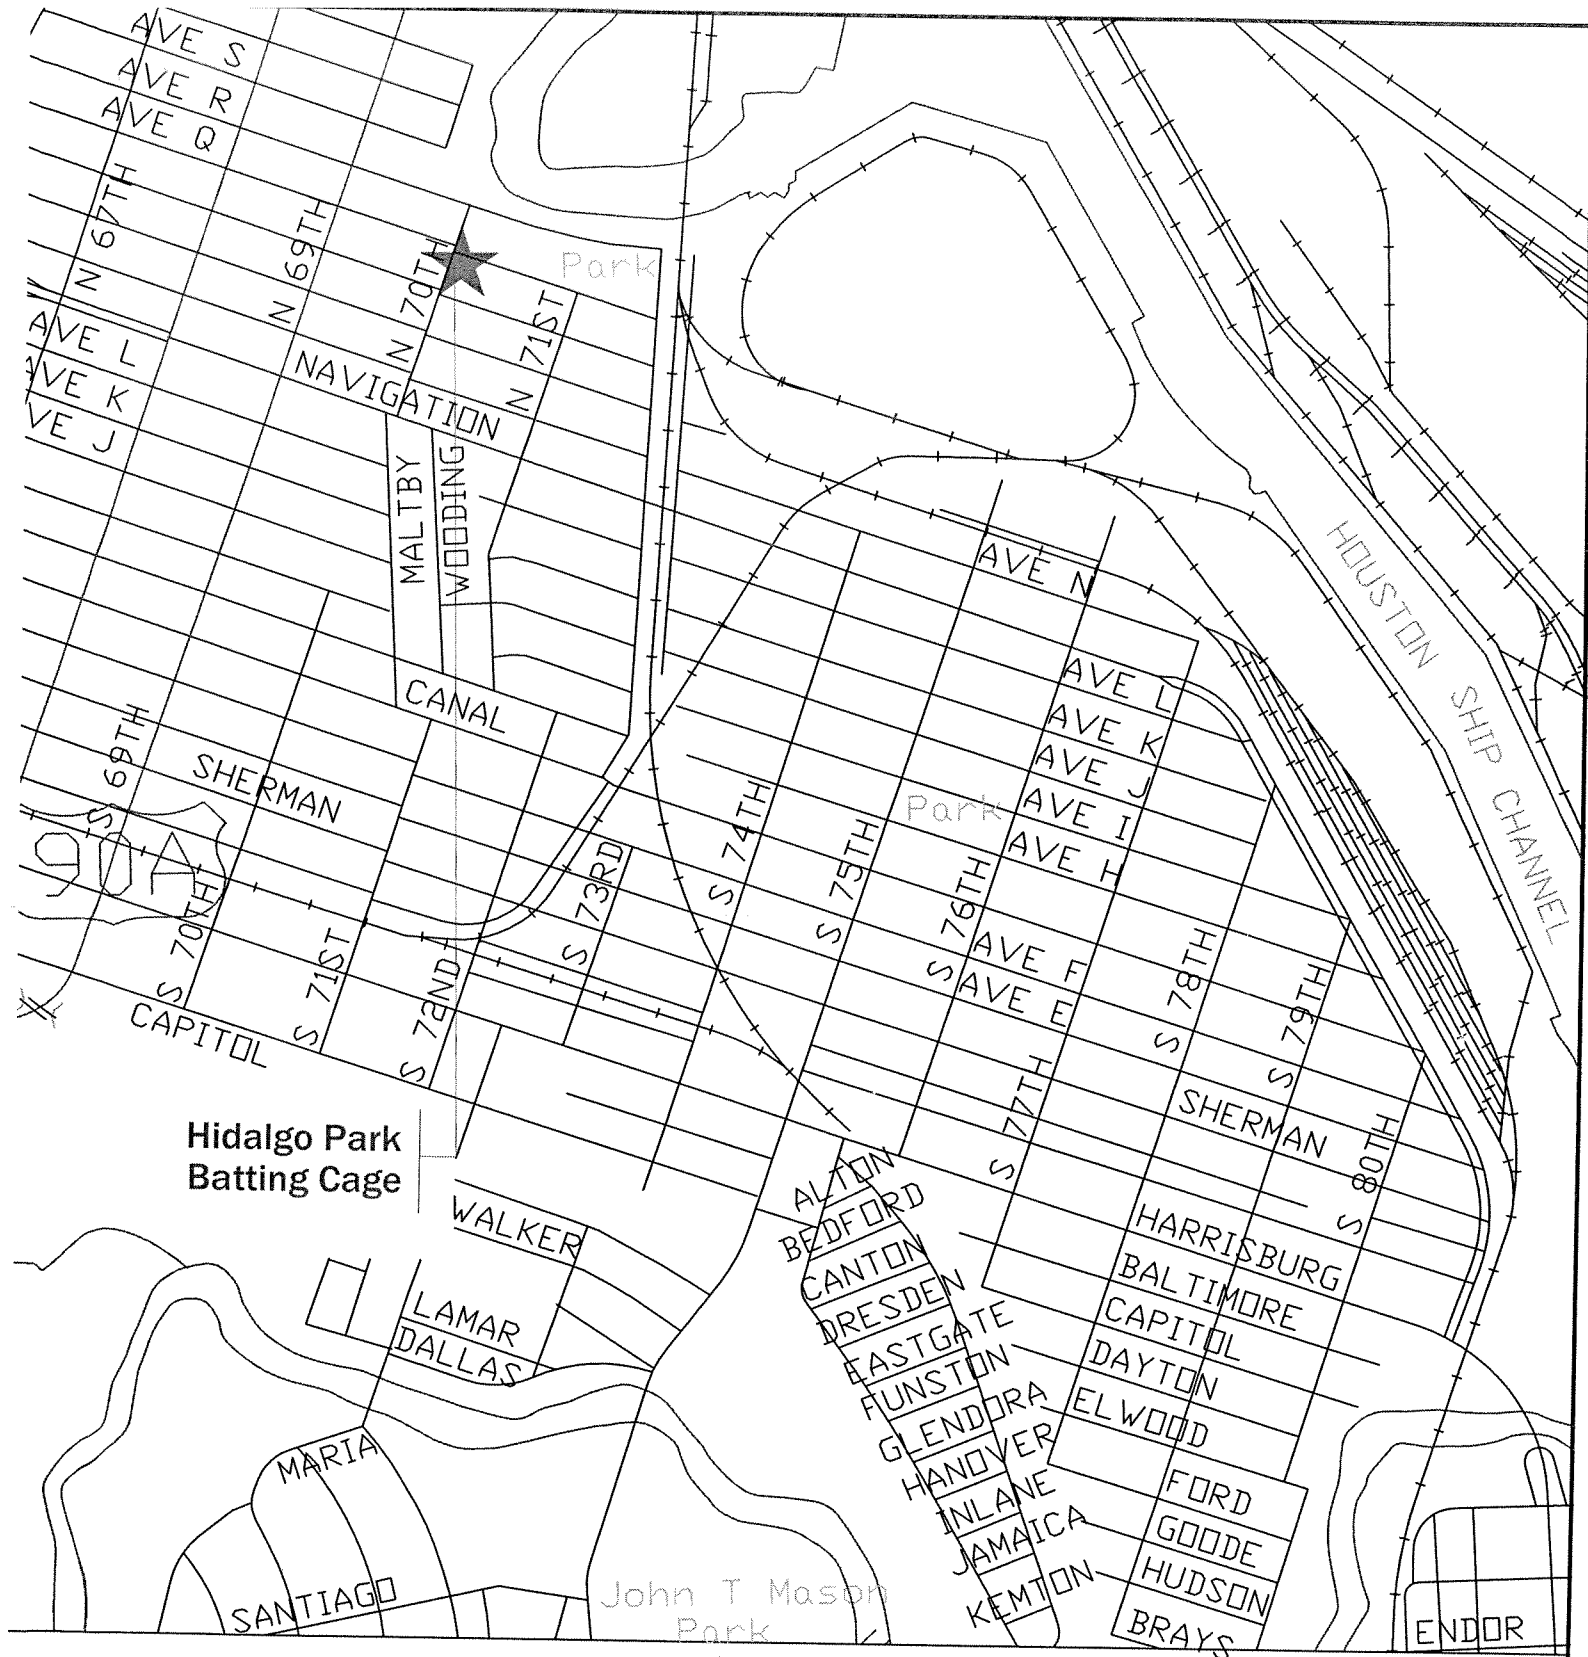 AVE S
AVE R
AVE Q
N 67TH
N 69TH
N 70TH
N 71ST
Park
AVE L
AVE K
VE J
NAVIGATION
MALTBY
WOODING
AVE N
HOUSTON SHIP CHANNEL
CANAL
AVE L
AVE K
AVE J
AVE I
AVE H
Park
S 69TH
SHERMAN
90A
S 70TH
S 71ST
S 72ND
S 73RD
S 74TH
S 75TH
S 76TH
AVE F
AVE E
S 77TH
S 78TH
S 79TH
S 80TH
CAPITOL
SHERMAN
Hidalgo Park
Batting Cage
WALKER
LAMAR
DALLAS
ALTON
BEDFORD
CANTON
DRESDEN
EASTGATE
FUNSTON
GLENDORA
HANOVER
INLANE
JAMAICA
KEMTON
HARRISBURG
BALTIMORE
CAPITOL
DAYTON
ELWOOD
FORD
GOODE
HUDSON
BRAYS
MARIA
SANTIAGO
John T Mason
Park
ENDOR